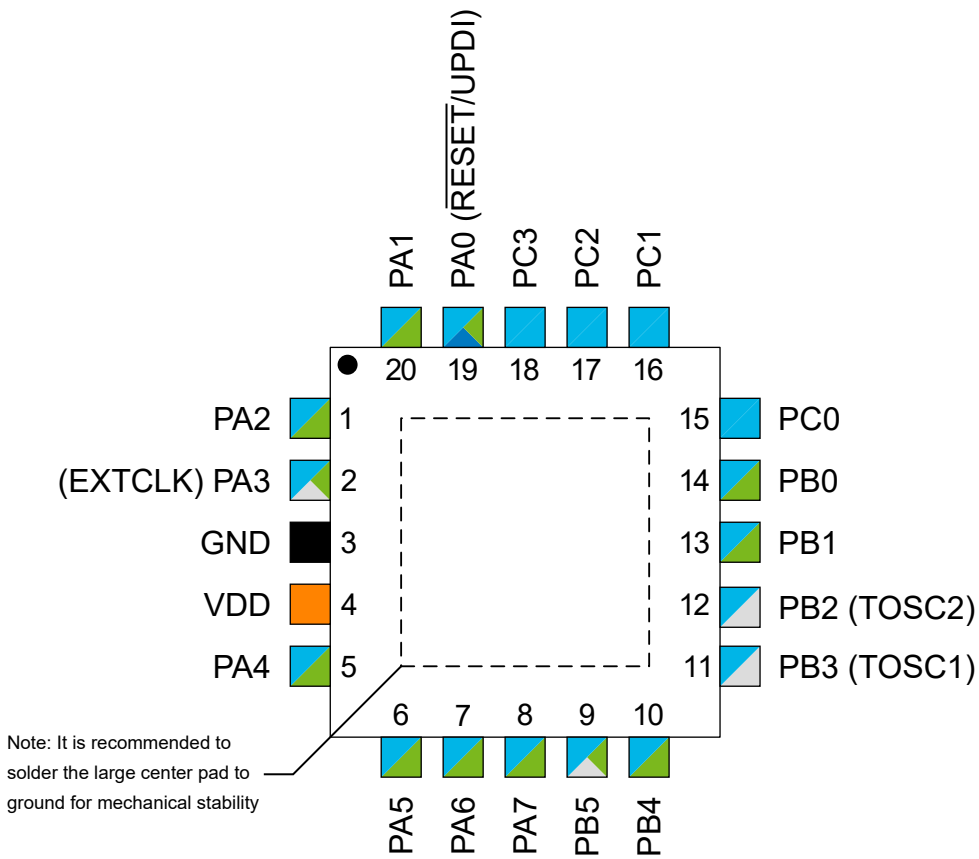 PA1
PA0 (RESET/UPDI)
PC3
PC2
PC1
20
19
18
17
16
PA2
1
15
PC0
(EXTCLK) PA3
2
14
PB0
GND
3
13
PB1
VDD
4
12
PB2 (TOSC2)
PA4
5
11
PB3 (TOSC1)
6
7
8
9
10
Note: It is recommended to
solder the large center pad to
ground for mechanical stability
PA5
PA6
PA7
PB5
PB4